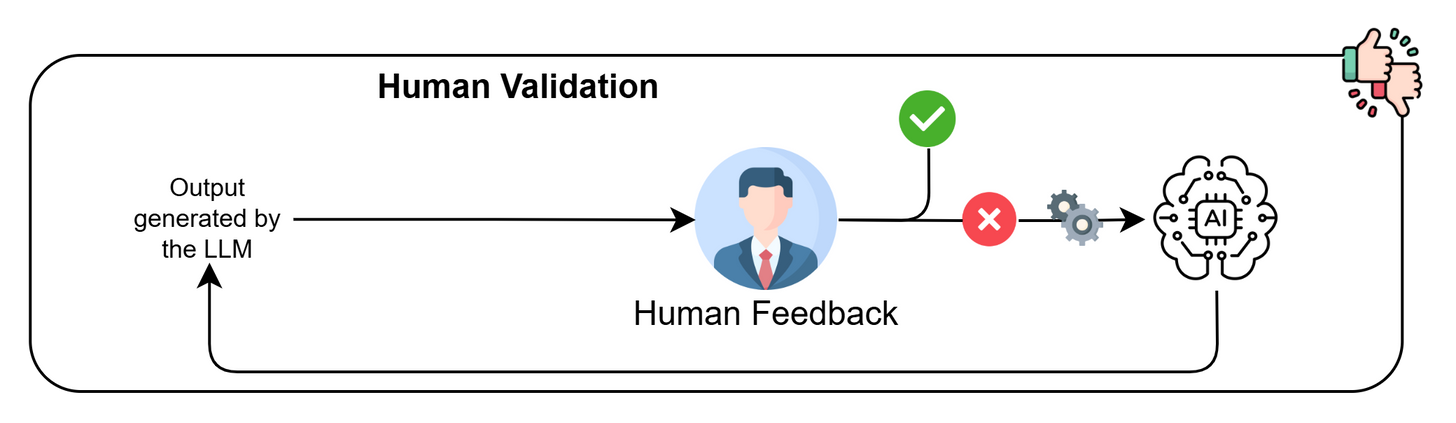 Human Validation
Output
generated by
the LLM
Human Feedback
AI